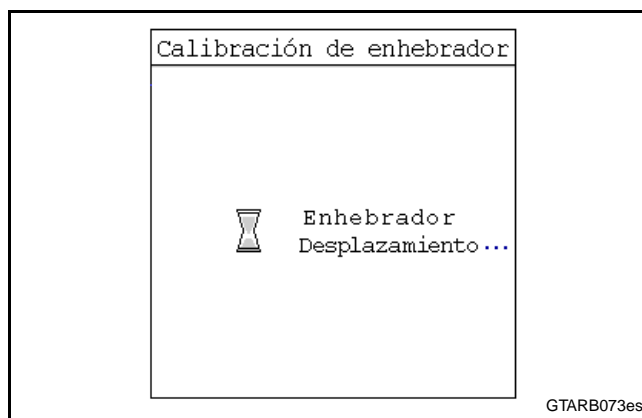 Calibración de enhebrador
Enhebrador
Desplazamiento...
GTARB073es